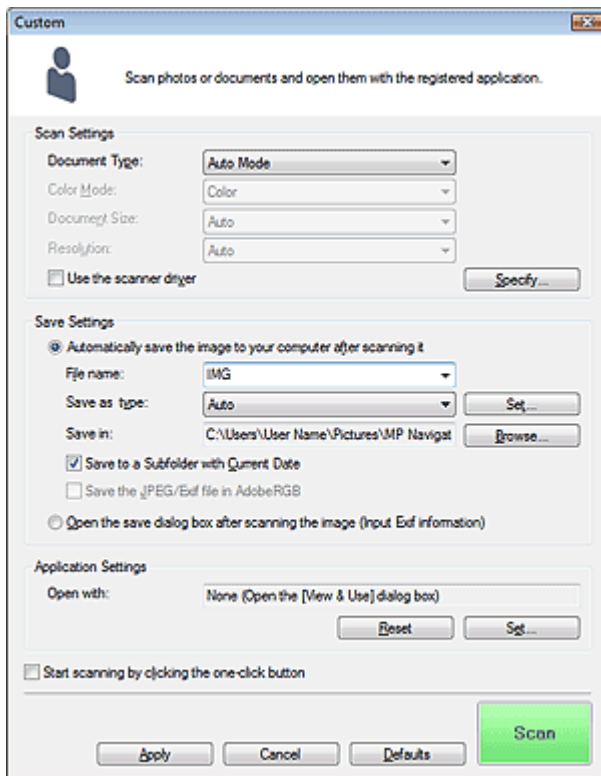 Custom
Scan photos or documents and open them with the registered application.
Scan Settings
Document Type: Auto Mode
Color Mode: Color
Document Size: Auto
Resolution: Auto
Use the scanner driver Specify...
Save Settings
Automatically save the image to your computer after scanning it
File name: IMG
Save as type: Auto Set...
Save in: C:\Users\User Name\Pictures\MP Navigat Browse...
Save to a Subfolder with Current Date
Save the JPEG/Exif file in AdobeRGB
Open the save dialog box after scanning the image (Input Exif information)
Application Settings
Open with: None (Open the [View & Use] dialog box)
Reset Set...
Start scanning by clicking the one-click button
Scan
Apply Cancel Defaults